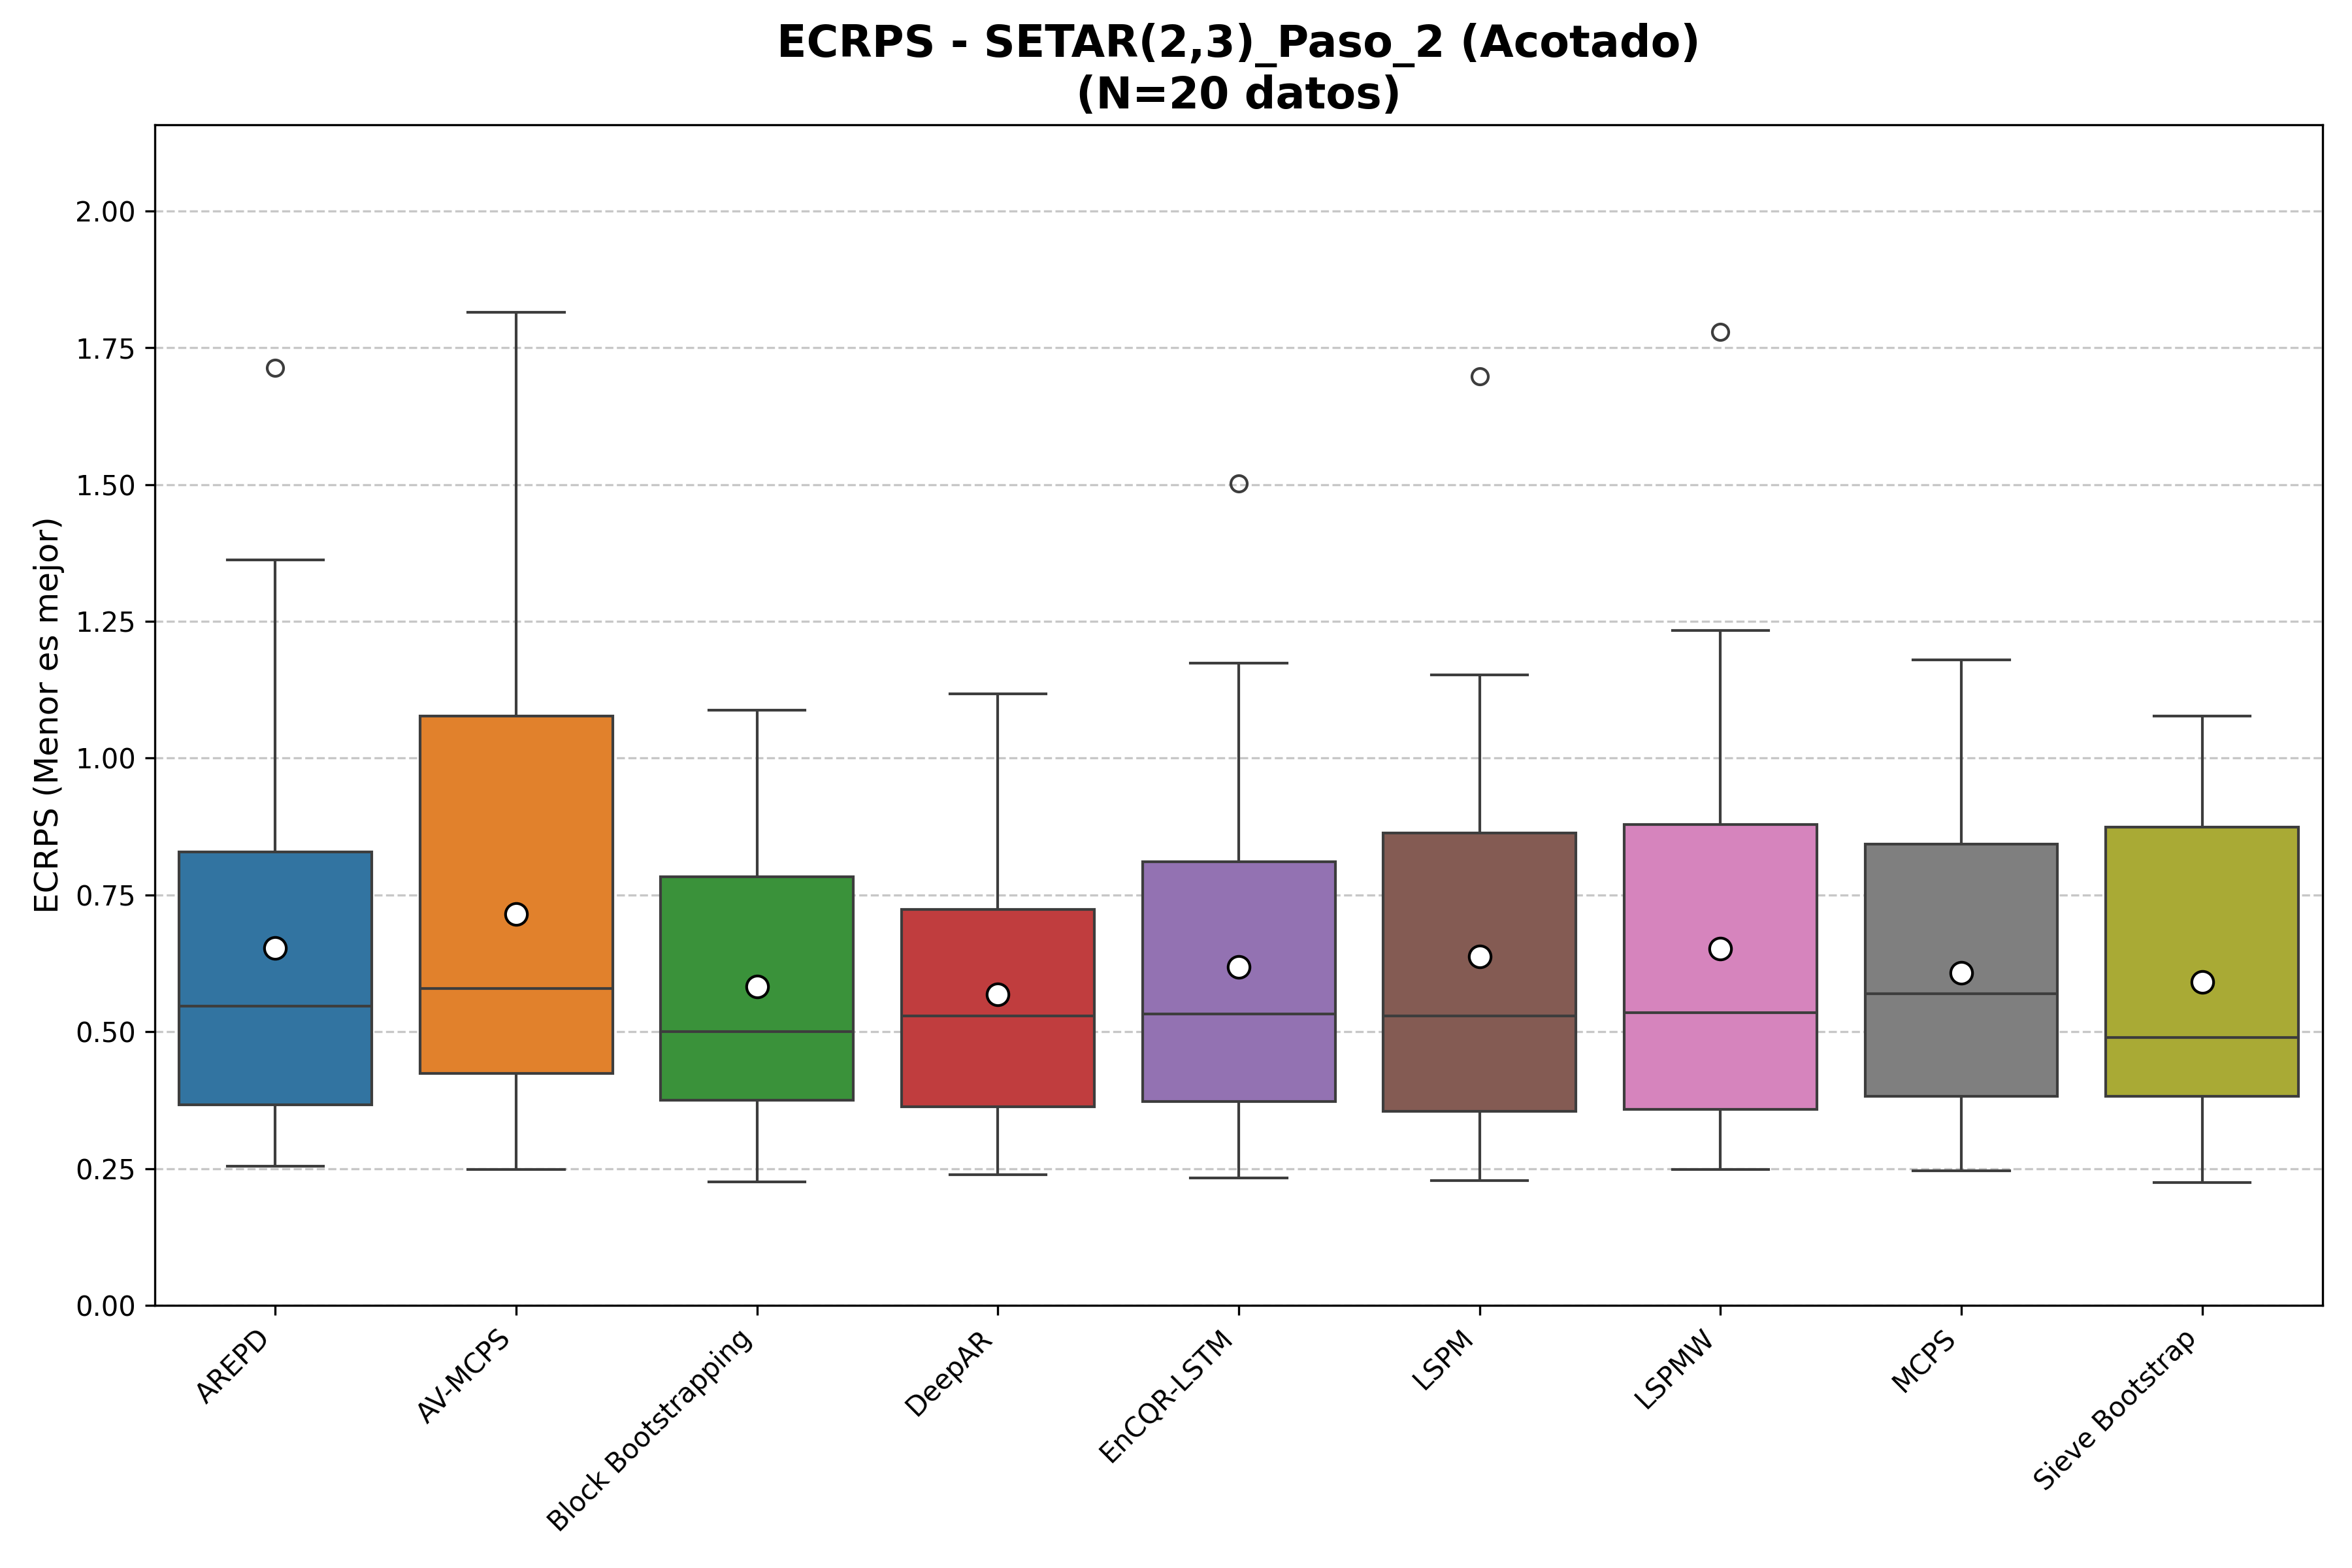 ECRPS - SETAR(2,3)_Paso_2 (Acotado)
(N=20 datos)
ECRPS (Menor es mejor)
2.00
1.75
1.50
1.25
1.00
0.75
0.50
0.25
0.00
AREPD
AV-MCPS
Block Bootstrapping
DeepAR
EnCQR-LSTM
LSPM
LSPMW
MCPS
Sieve Bootstrap